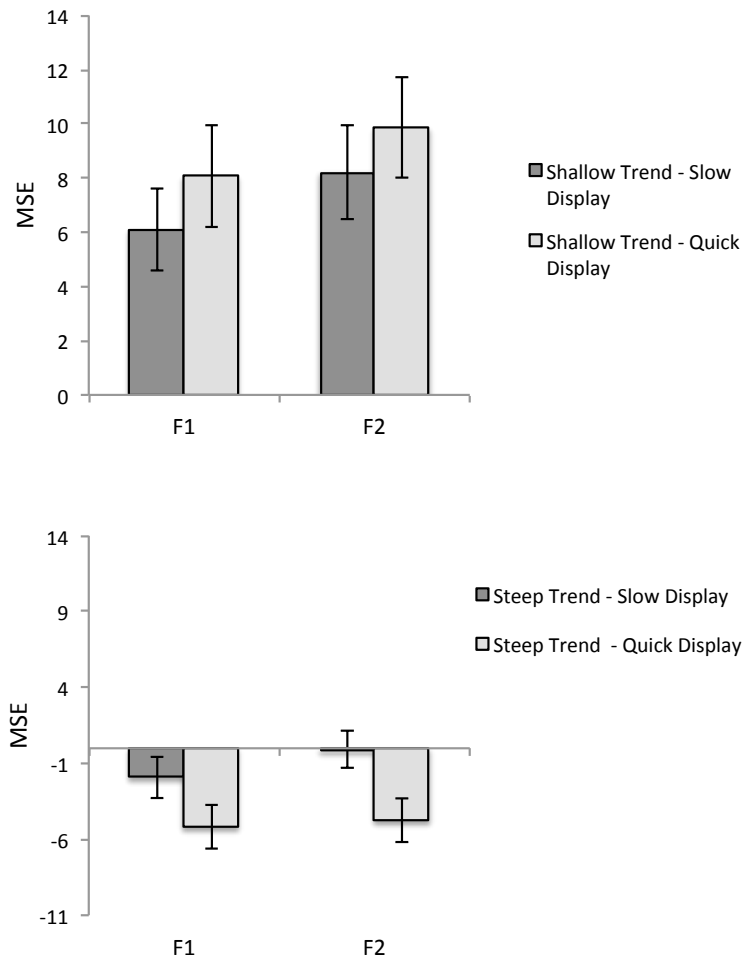 14
12
10
8
6
4
2
0
MSE
F1
F2
Shallow Trend - Slow
Display
Shallow Trend - Quick
Display
14
9
4
-1
-6
-11
MSE
F1
F2
Steep Trend - Slow Display
Steep Trend - Quick Display